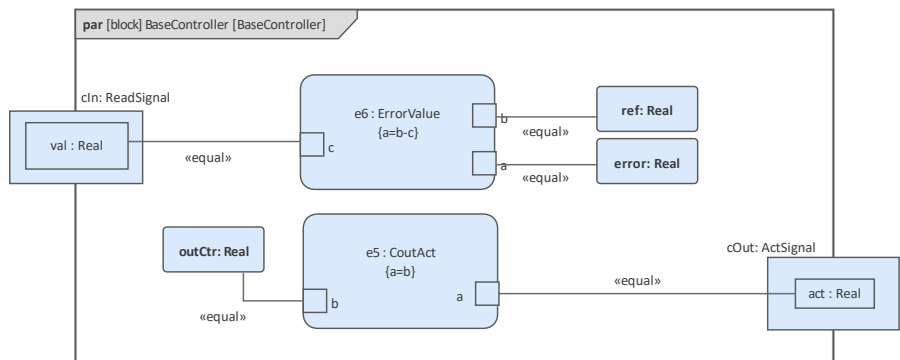 par [block] BaseController [BaseController]
cIn: ReadSignal
val : Real
«equal»
e6 : ErrorValue
{a=b-c}
c
b
«equal»
ref: Real
a
«equal»
error: Real
outCtr: Real
«equal»
e5 : CoutAct
{a=b}
b
a
«equal»
cOut: ActSignal
act : Real